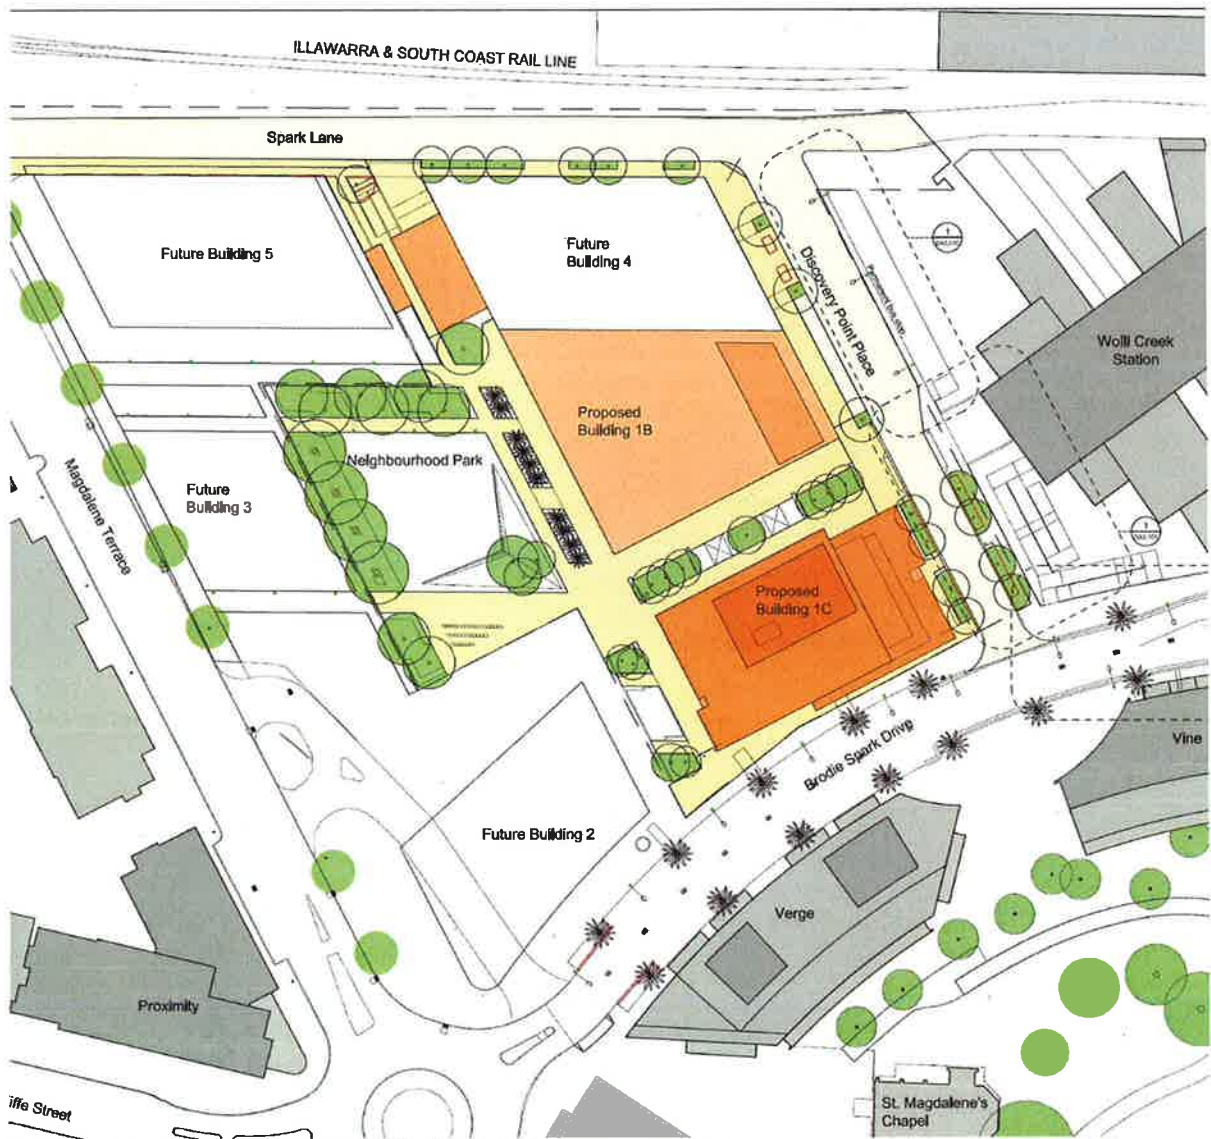 ILLAWARRA & SOUTH COAST RAIL LINE
Spark Lane
Future Building 5
Future
Building 4
Discovery Point Place
Wolli Creek
Station
Proposed
Building 1B
Neighbourhood Park
Future
Building 3
Magdalene Terrace
Proposed
Building 1C
Brodie Spark Drive
Vine
Future Building 2
Verge
Proximity
St. Magdalene's
Chapel
iffe Street
1
1